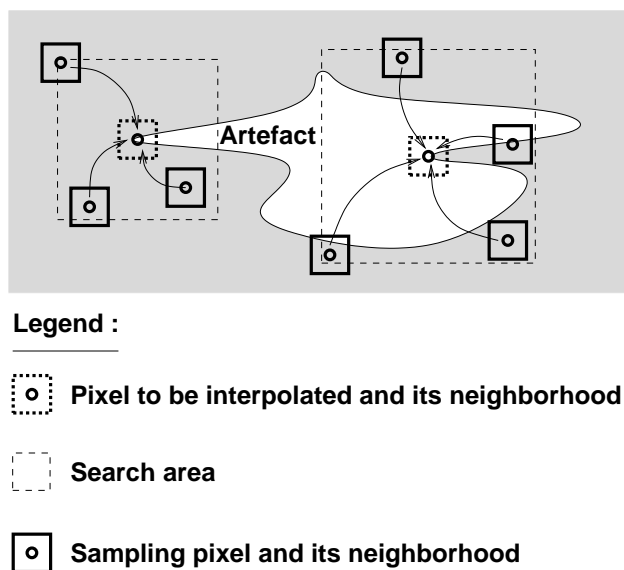 Artefact
Legend :
Pixel to be interpolated and its neighborhood
Search area
Sampling pixel and its neighborhood